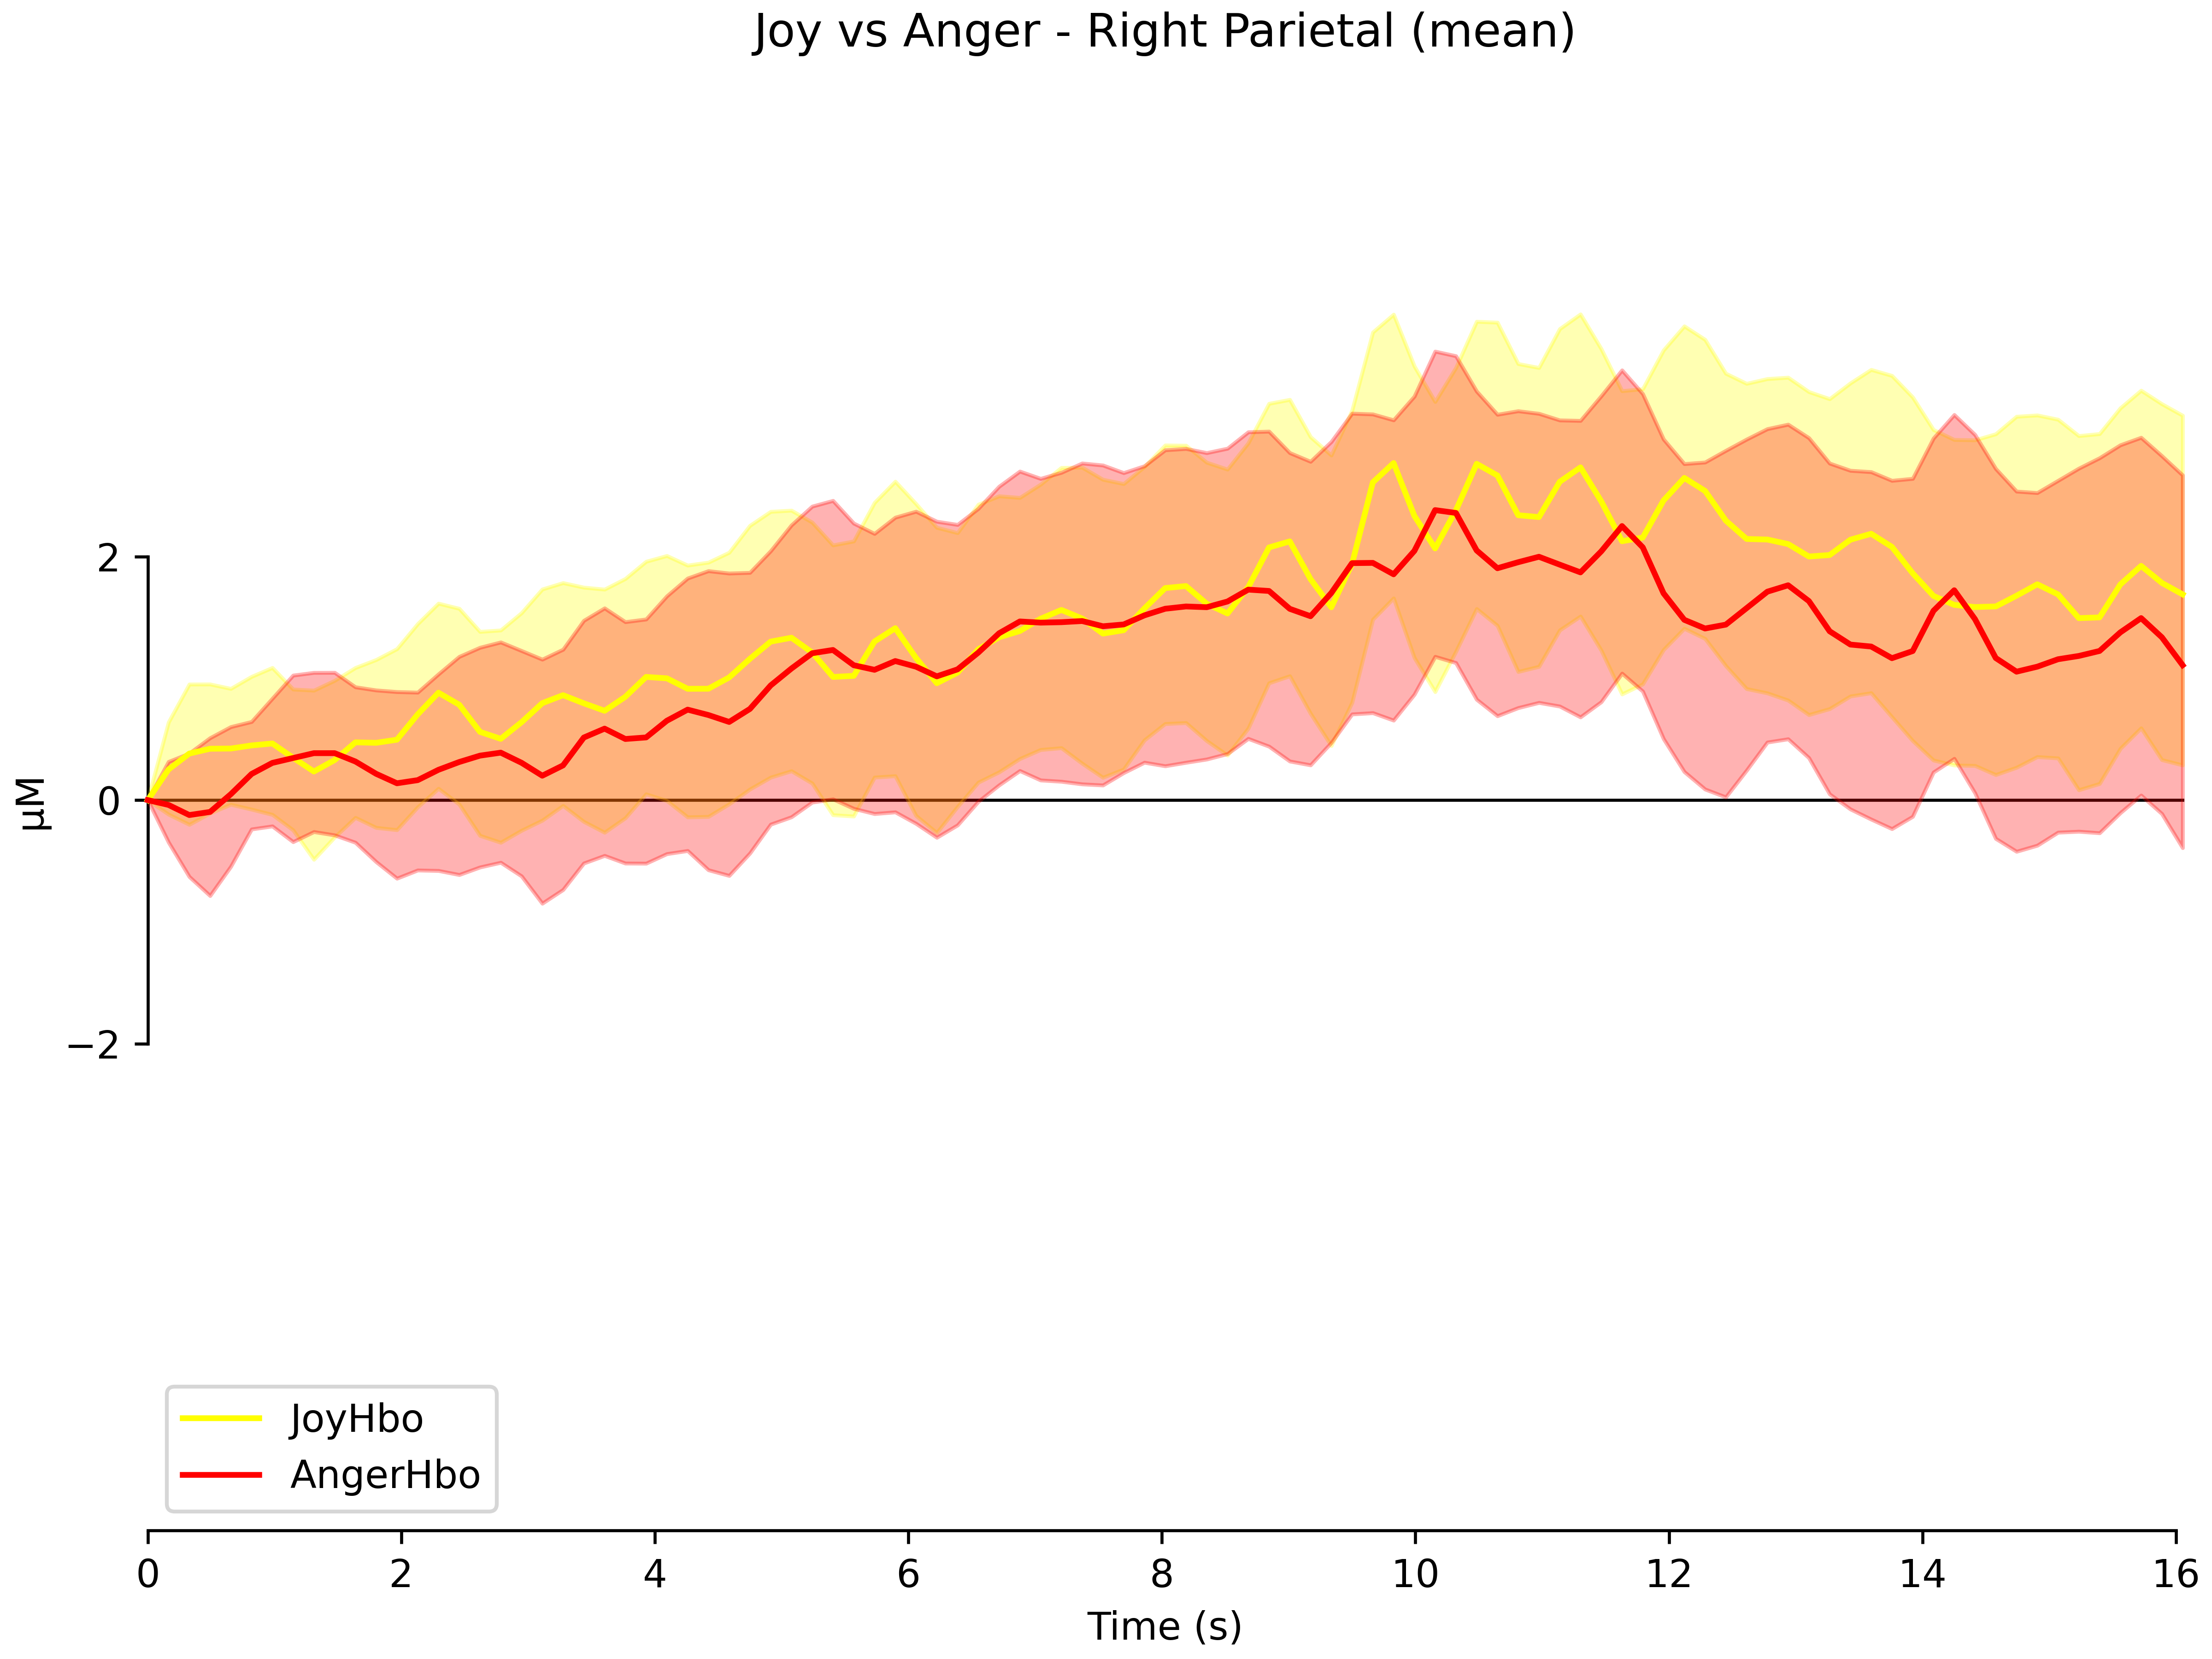 Joy vs Anger - Right Parietal (mean)
μM
2
0
−2
JoyHbo
AngerHbo
0 2 4 6 8 10 12 14 16
Time (s)